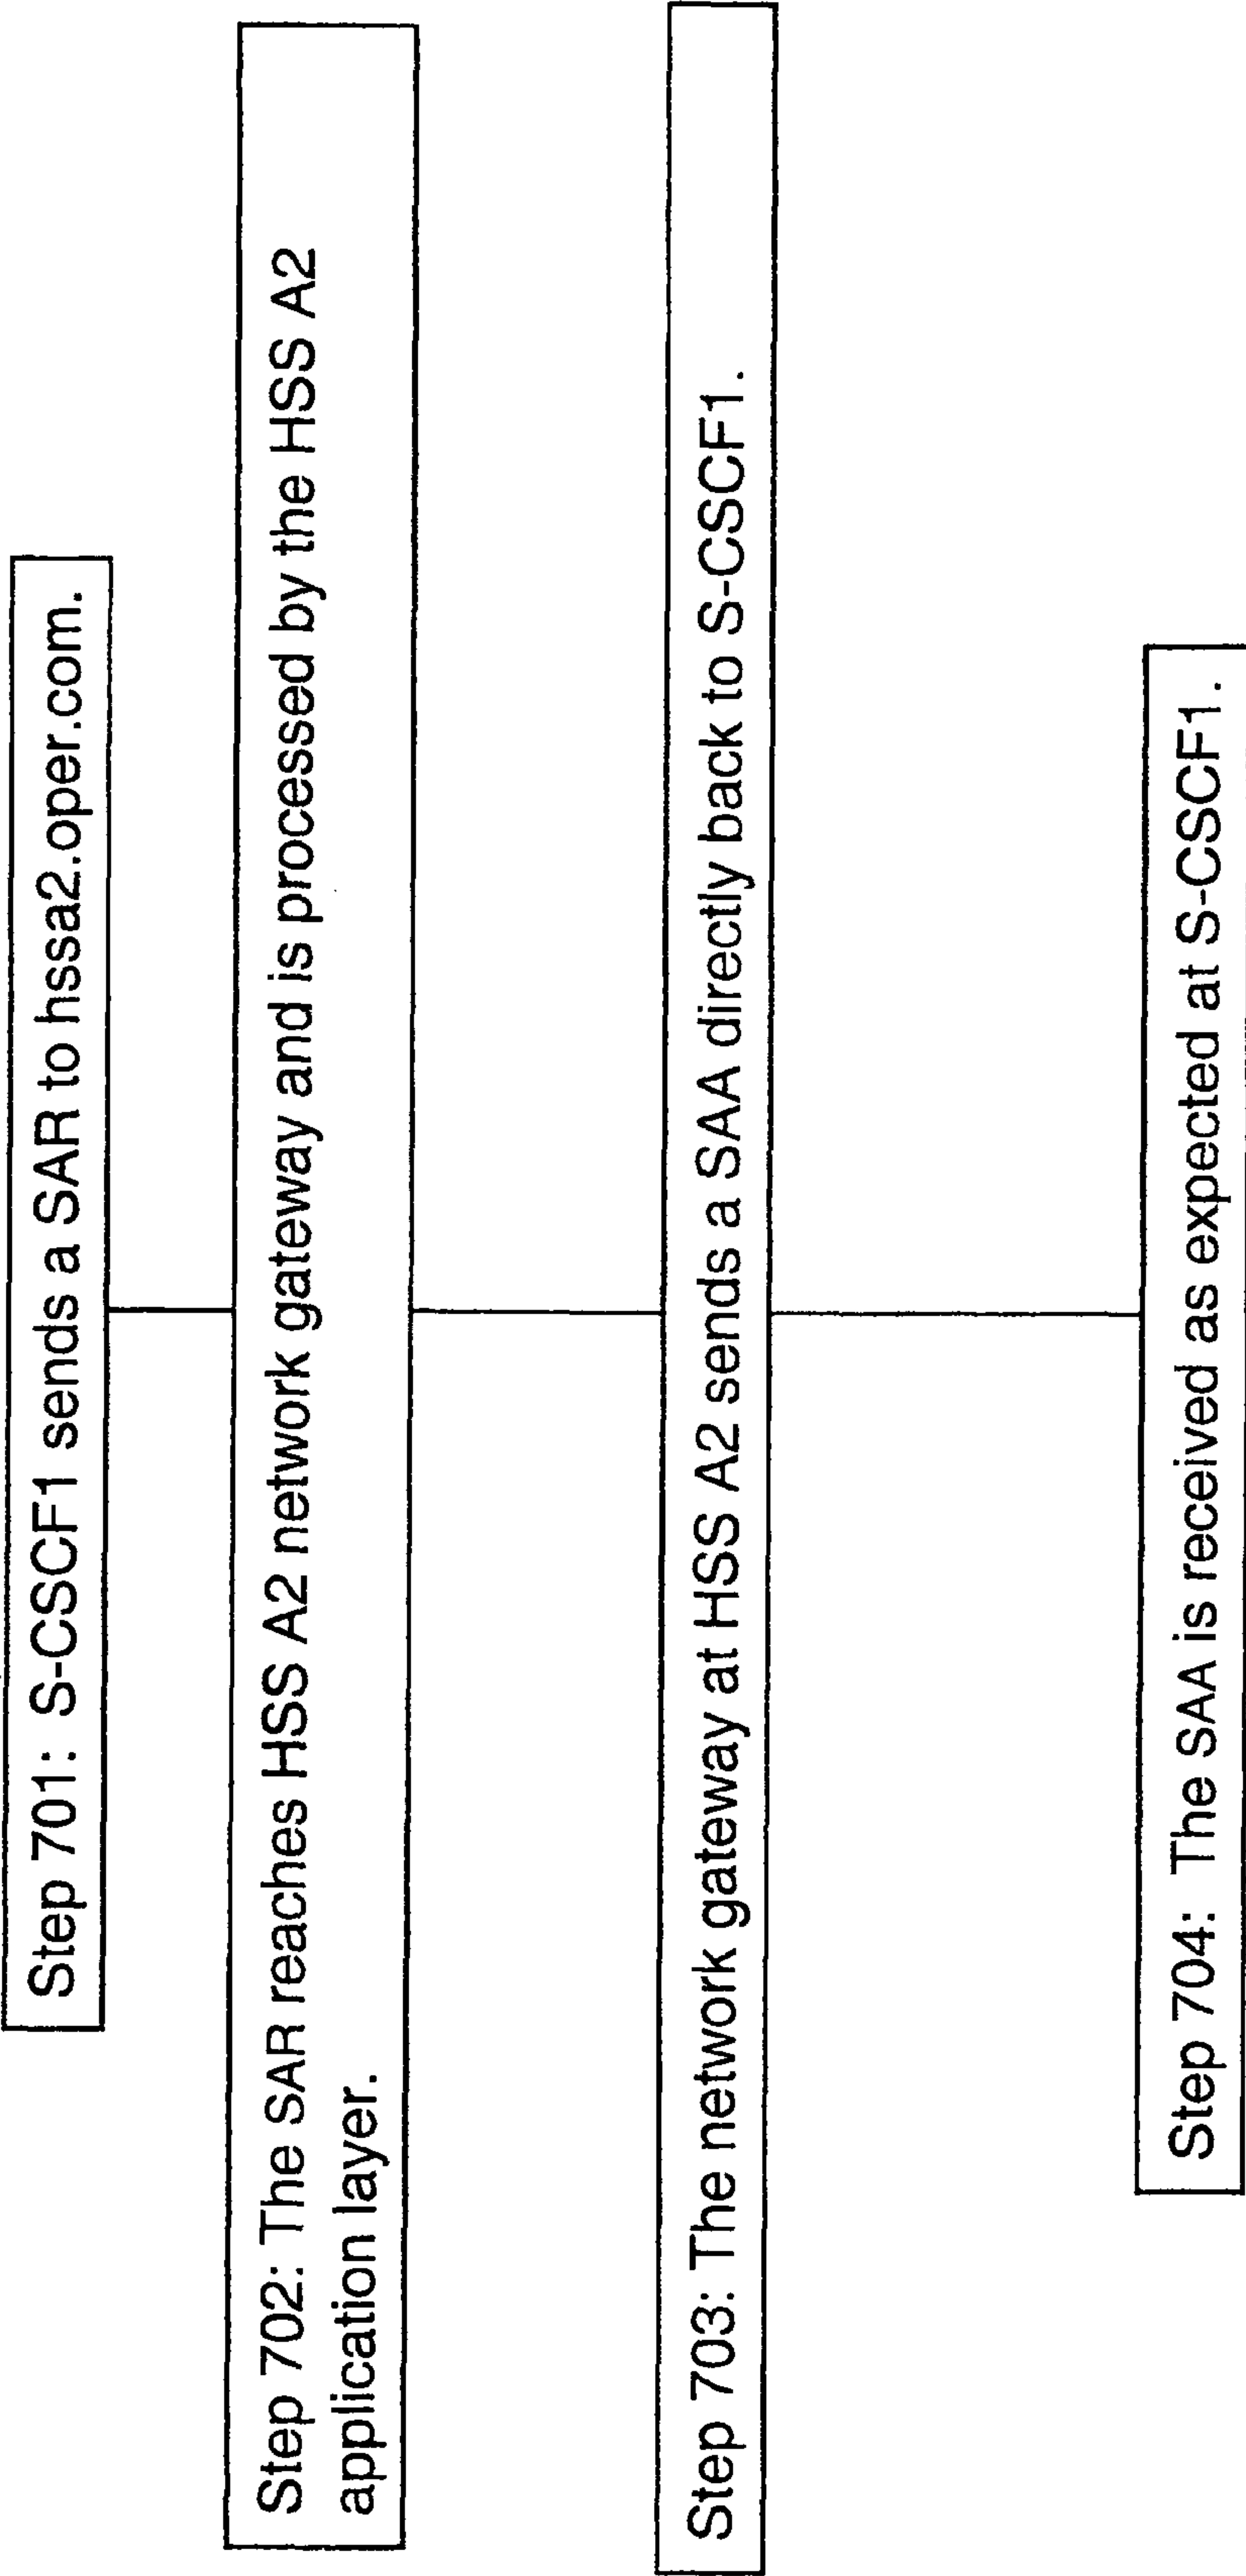 Step 701: S-CSCF1 sends a SAR to hssa2.oper.com.
Step 702: The SAR reaches HSS A2 network gateway and is processed by the HSS A2
application layer.
Step 703: The network gateway at HSS A2 sends a SAA directly back to S-CSCF1.
Step 704: The SAA is received as expected at S-CSCF1.